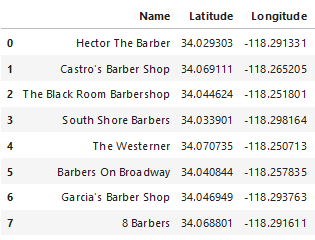 Name Latitude Longitude
0 Hector The Barber 34.029303 -118.291331
1 Castro's Barber Shop 34.069111 -118.265205
2 The Black Room Barbershop 34.044624 -118.251801
3 South Shore Barbers 34.033901 -118.298164
4 The Westerner 34.070735 -118.250713
5 Barbers On Broadway 34.040844 -118.257835
6 Garcia's Barber Shop 34.046949 -118.293763
7 8 Barbers 34.068801 -118.291611